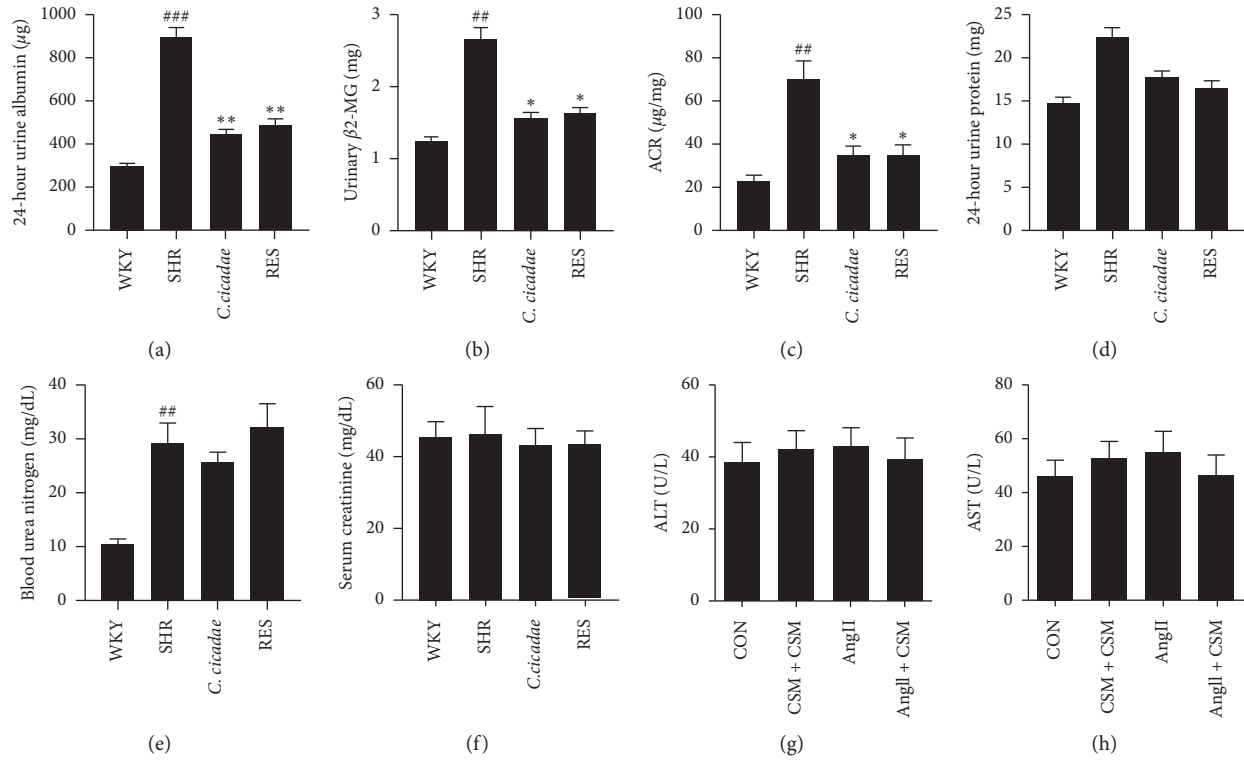 24-hour urine albumin (μg)
1000
800
600
400
200
0
###
**
**
WKY
SHR
C. cicadae
RES
(a)
Urinary β2-MG (mg)
3
2
1
0
##
*
*
WKY
SHR
C.cicadae
RES
(b)
ACR (μg/mg)
100
80
60
40
20
0
##
*
*
WKY
SHR
C. cicadae
RES
(c)
24-hour urine protein (mg)
25
20
15
10
5
0
WKY
SHR
C. cicadae
RES
(d)
Blood urea nitrogen (mg/dL)
40
30
20
10
0
##
WKY
SHR
C. cicadae
RES
(e)
Serum creatinine (mg/dL)
60
40
20
0
WKY
SHR
C.cicadae
RES
(f)
ALT (U/L)
60
40
20
0
CON
CSM + CSM
AngII
AngII + CSM
(g)
AST (U/L)
80
60
40
20
0
CON
CSM + CSM
AngII
AngII + CSM
(h)